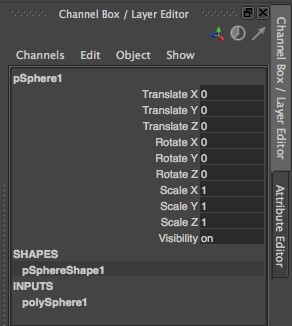 Channel Box / Layer Editor
Channels Edit Object Show
pSphere1
Translate X 0
Translate Y 0
Translate Z 0
Rotate X 0
Rotate Y 0
Rotate Z 0
Scale X 1
Scale Y 1
Scale Z 1
Visibility on
SHAPES
pSphereShape1
INPUTS
polySphere1
Channel Box / Layer Editor
Attribute Editor